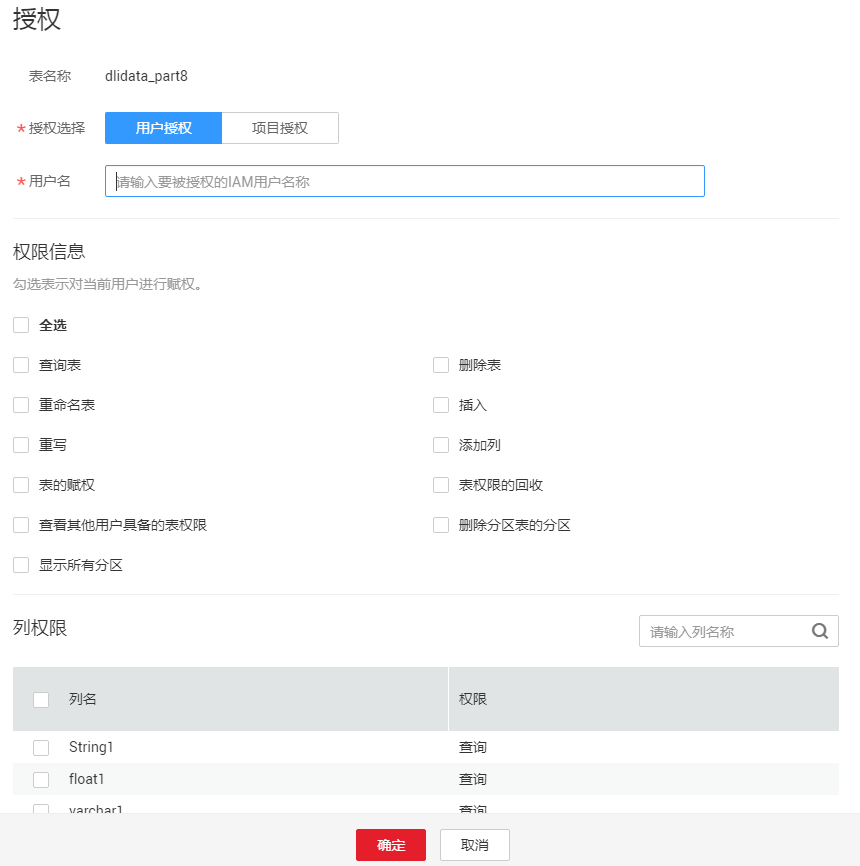 授权
表名称 dlidata_part8
* 授权选择 用户授权 项目授权
* 用户名 请输入要被授权的IAM用户名称
权限信息
勾选表示对当前用户进行赋权。
全选
查询表 删除表
重命名表 插入
重写 添加列
表的赋权 表权限的回收
查看其他用户具备的表权限 删除分区表的分区
显示所有分区
列权限 请输入列名称
列名 权限
String1 查询
float1 查询
varchar1 查询
确定 取消